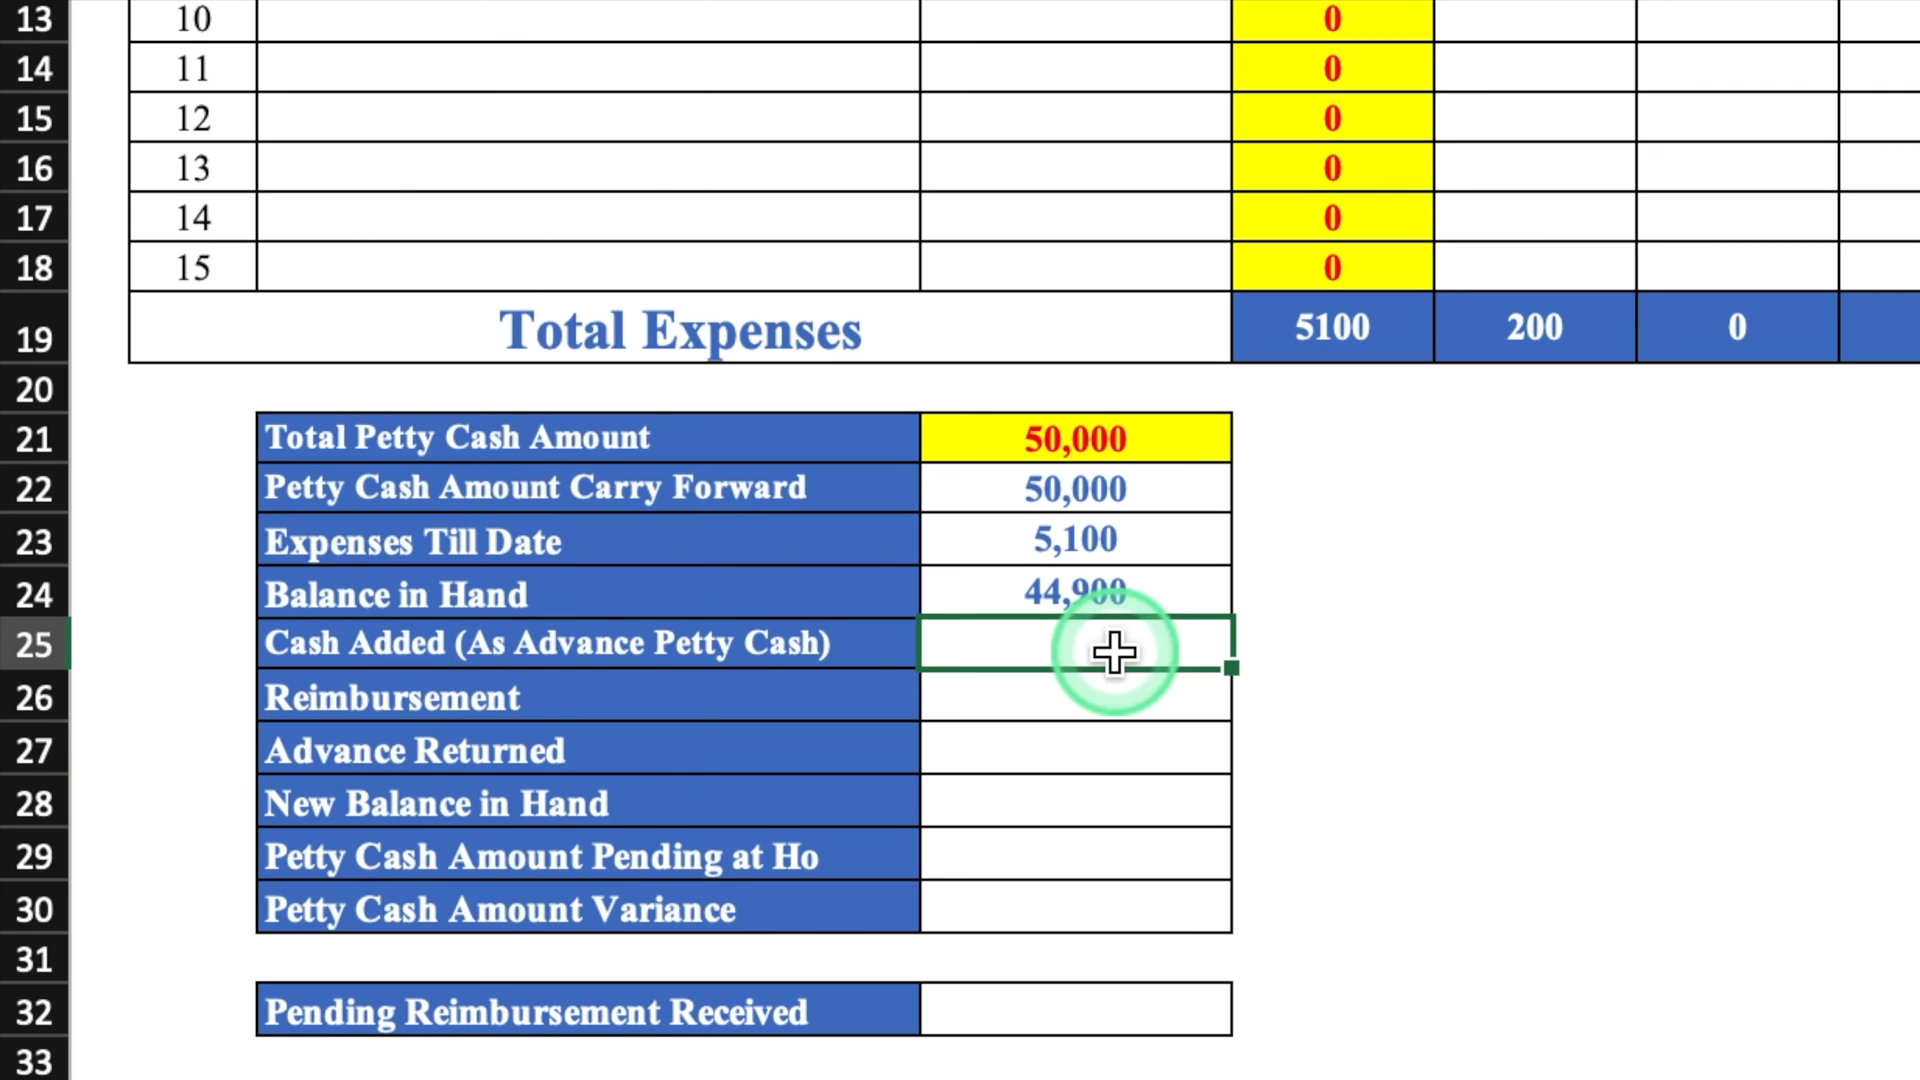 13 10 0
14 11 0
15 12 0
16 13 0
17 14 0
18 15 0
19 Total Expenses 5100 200 0
20
21 Total Petty Cash Amount 50,000
22 Petty Cash Amount Carry Forward 50,000
23 Expenses Till Date 5,100
24 Balance in Hand 44,900
25 Cash Added (As Advance Petty Cash)
26 Reimbursement
27 Advance Returned
28 New Balance in Hand
29 Petty Cash Amount Pending at Ho
30 Petty Cash Amount Variance
31
32 Pending Reimbursement Received
33